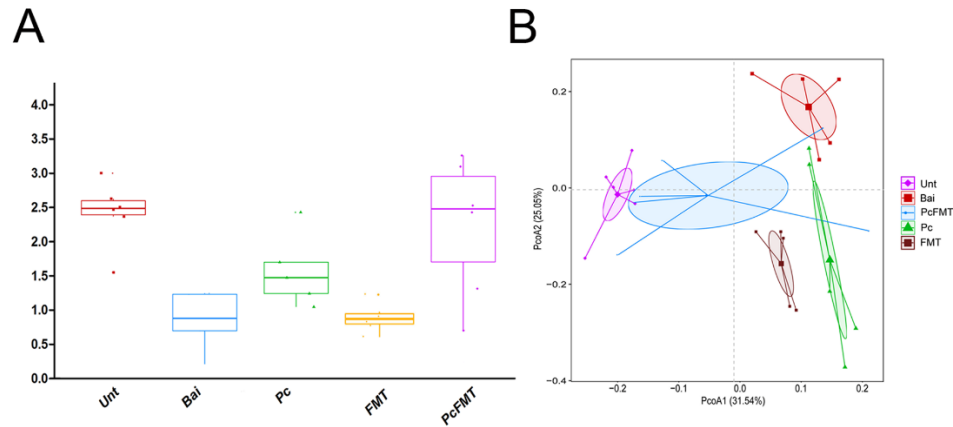 A
B
4.0
3.5
3.0
2.5
2.0
1.5
1.0
0.5
0.0
Unt
Bai
Pc
FMT
PcFMT
PcoA2 (25.05%)
0.2
0.0
−0.2
−0.4
−0.2
−0.1
0.0
0.1
0.2
PcoA1 (31.54%)
Unt
Bai
PcFMT
Pc
FMT